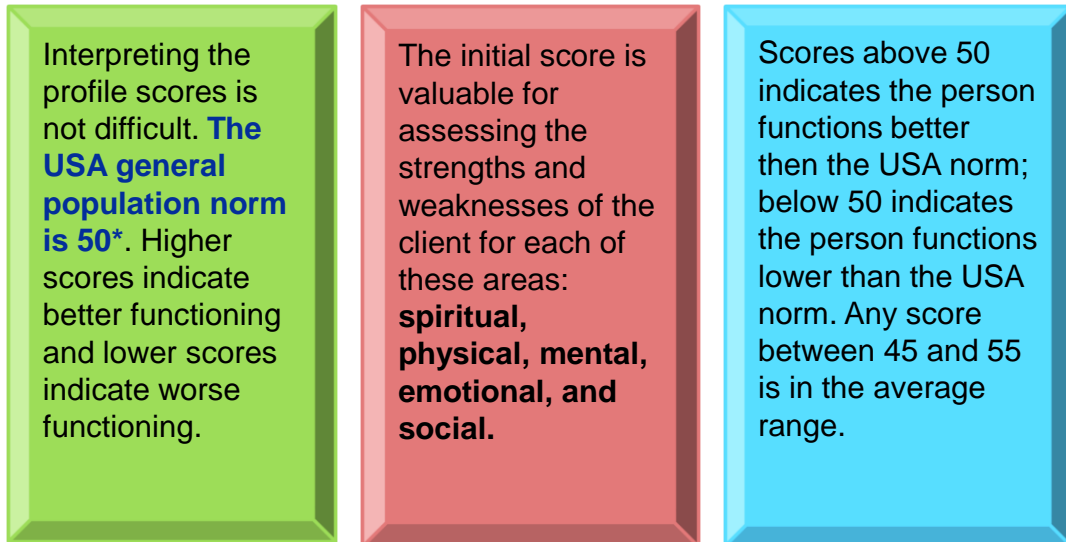 Interpreting the
profile scores is
not difficult. The
USA general
population norm
is 50*. Higher
scores indicate
better functioning
and lower scores
indicate worse
functioning.
The initial score is
valuable for
assessing the
strengths and
weaknesses of the
client for each of
these areas:
spiritual,
physical, mental,
emotional, and
social.
Scores above 50
indicates the person
functions better
then the USA norm;
below 50 indicates
the person functions
lower than the USA
norm. Any score
between 45 and 55
is in the average
range.